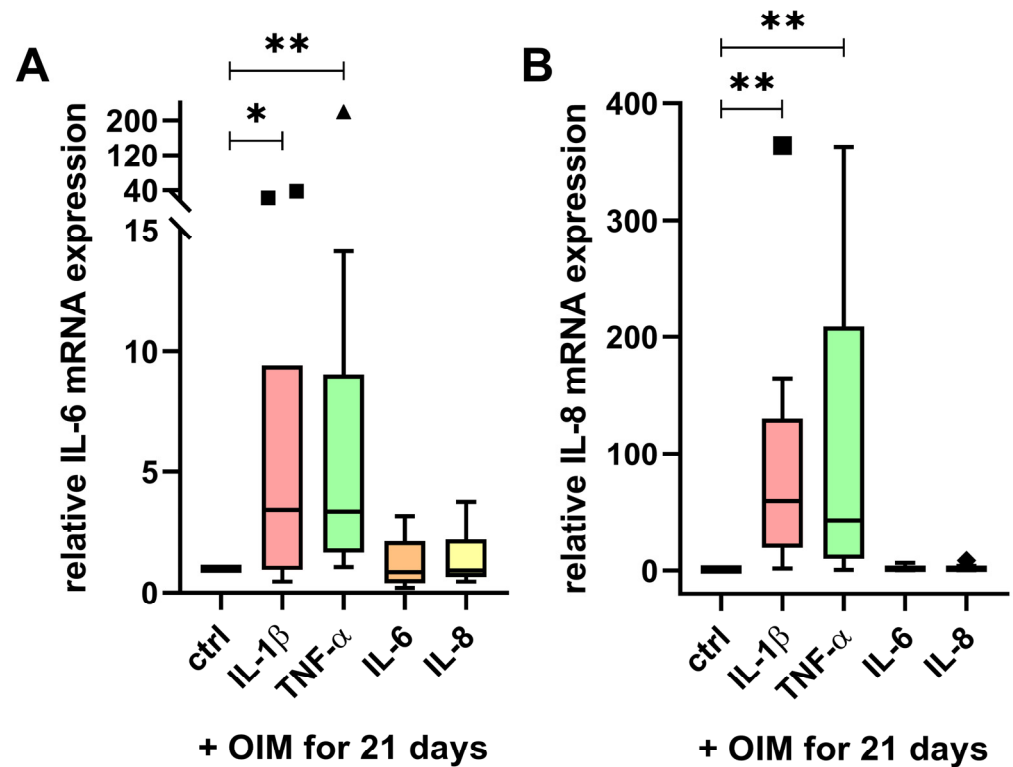 A
relative IL-6 mRNA expression
**
*
200
120
40
15
10
5
0
ctrl
IL-1β
TNF-α
IL-6
IL-8
+ OIM for 21 days
B
relative IL-8 mRNA expression
**
**
400
300
200
100
0
ctrl
IL-1β
TNF-α
IL-6
IL-8
+ OIM for 21 days